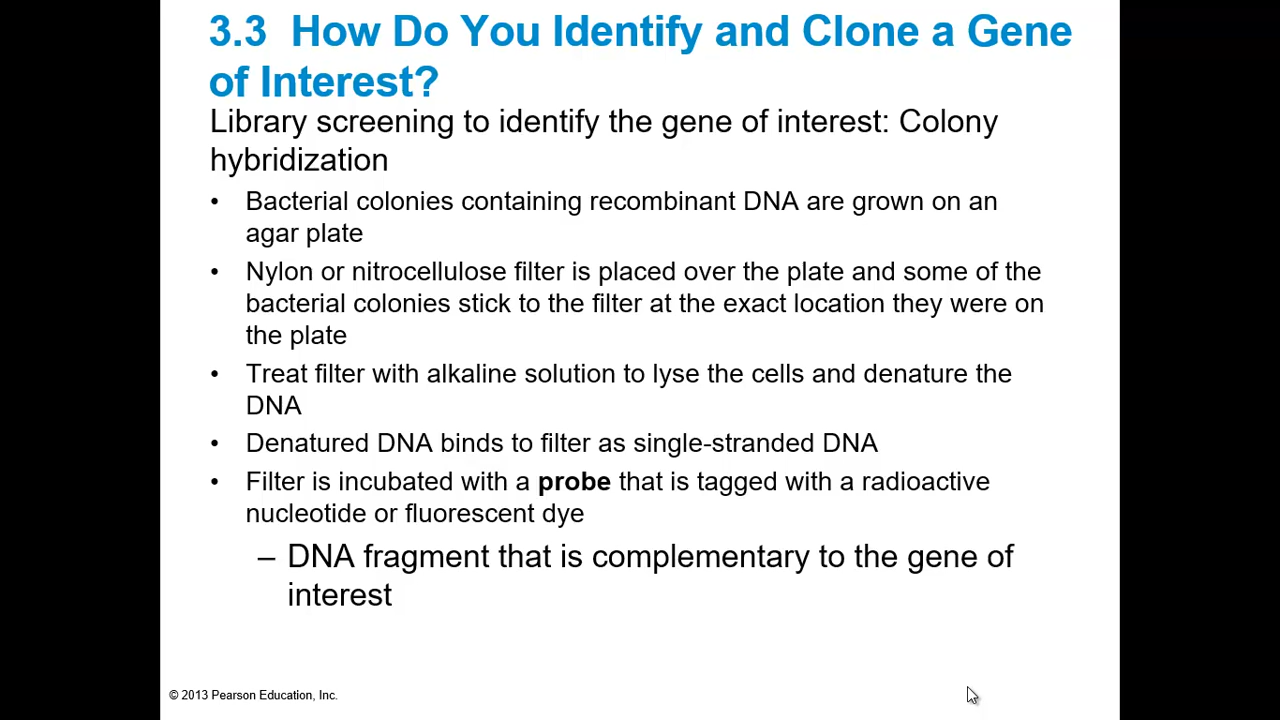 3.3  How Do You Identify and Clone a Gene
of Interest?
Library screening to identify the gene of interest: Colony
hybridization
• Bacterial colonies containing recombinant DNA are grown on an
agar plate
• Nylon or nitrocellulose filter is placed over the plate and some of the
bacterial colonies stick to the filter at the exact location they were on
the plate
• Treat filter with alkaline solution to lyse the cells and denature the
DNA
• Denatured DNA binds to filter as single-stranded DNA
• Filter is incubated with a probe that is tagged with a radioactive
nucleotide or fluorescent dye
– DNA fragment that is complementary to the gene of
interest
© 2013 Pearson Education, Inc.